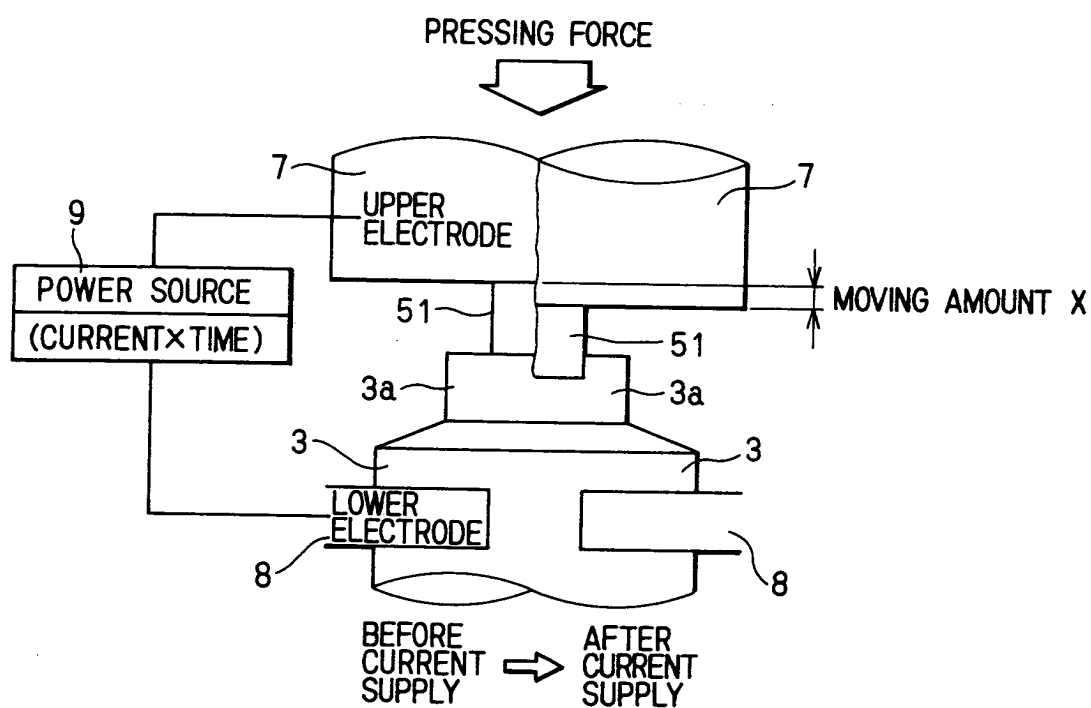 PRESSING FORCE
7
7
UPPER
ELECTRODE
9
POWER SOURCE
(CURRENT×TIME)
51
MOVING AMOUNT X
51
3a
3a
3
3
LOWER
ELECTRODE
8
8
BEFORE
CURRENT
SUPPLY
AFTER
CURRENT
SUPPLY